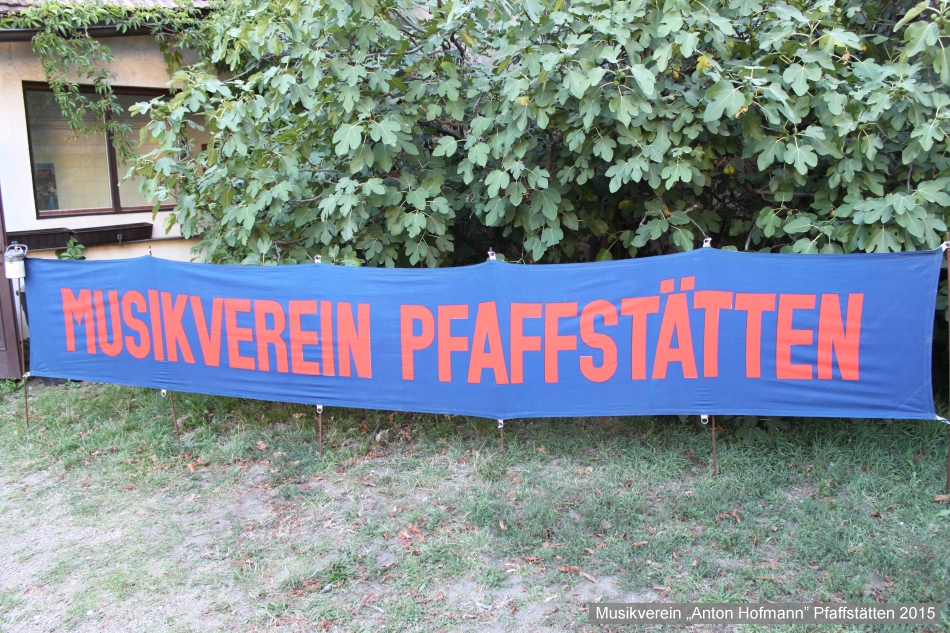 MUSIKVEREIN PFAFFSTÄTTEN
Musikverein „Anton Hofmann” Pfaffstätten 2015